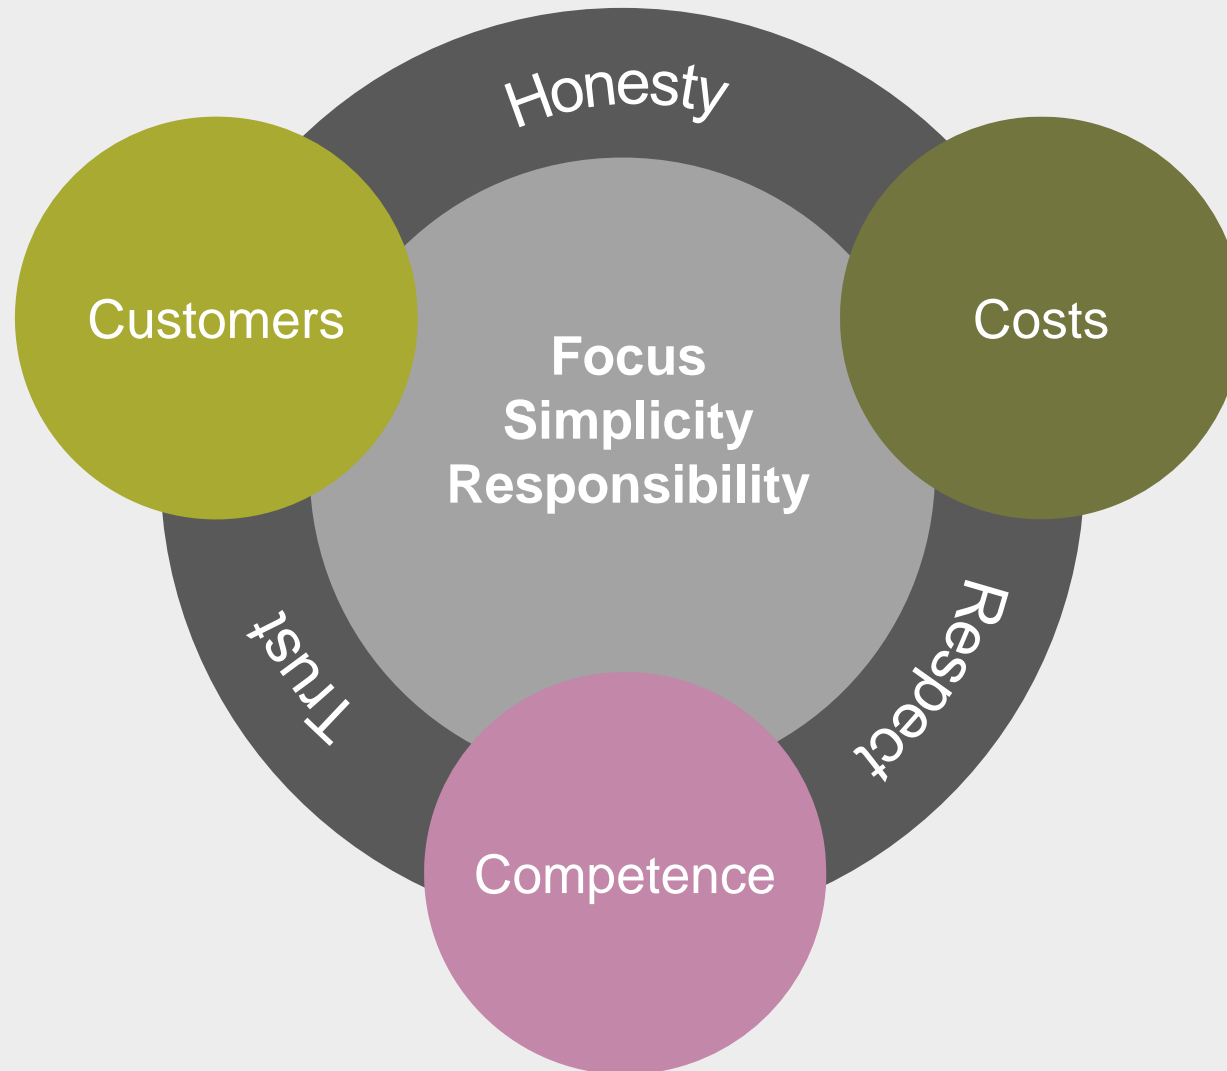 Honesty
Customers
Costs
Focus
Simplicity
Responsibility
Trust
Respect
Competence